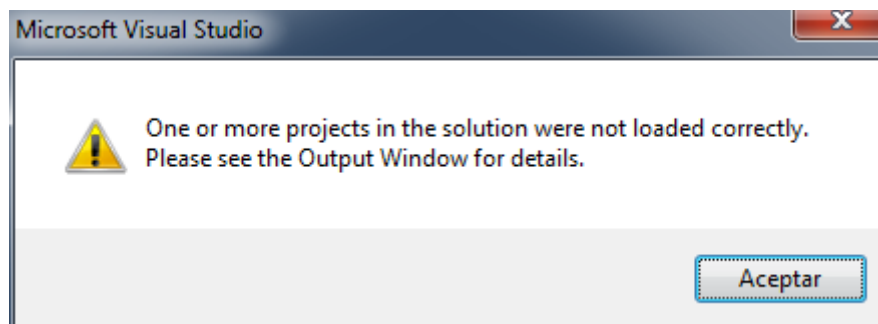 Microsoft Visual Studio
One or more projects in the solution were not loaded correctly.
Please see the Output Window for details.
Aceptar